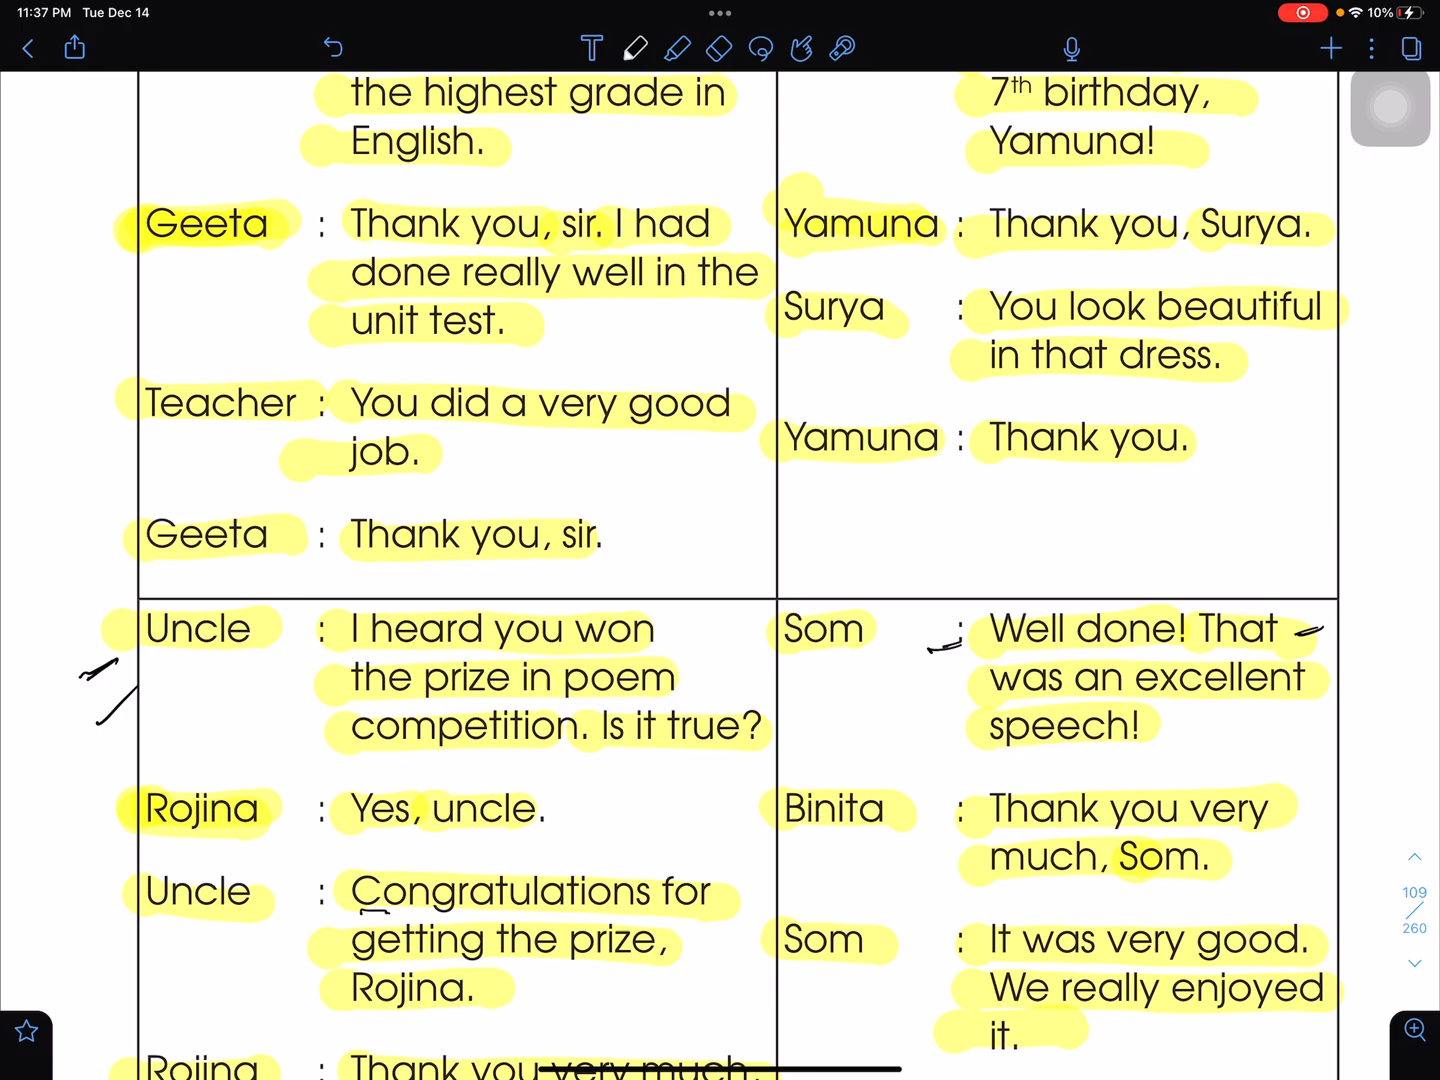 11:37 PM Tue Dec 14
10%
the highest grade in
English.
Geeta : Thank you, sir. I had
done really well in the
unit test.
Teacher : You did a very good
job.
Geeta : Thank you, sir.
7th birthday,
Yamuna!
Yamuna : Thank you, Surya.
Surya : You look beautiful
in that dress.
Yamuna : Thank you.
Uncle : I heard you won
the prize in poem
competition. Is it true?
Rojina : Yes, uncle.
Uncle : Congratulations for
getting the prize,
Rojina.
Rojina : Thank you very much,
Som : Well done! That
was an excellent
speech!
Binita : Thank you very
much, Som.
Som : It was very good.
We really enjoyed
it.
109
260